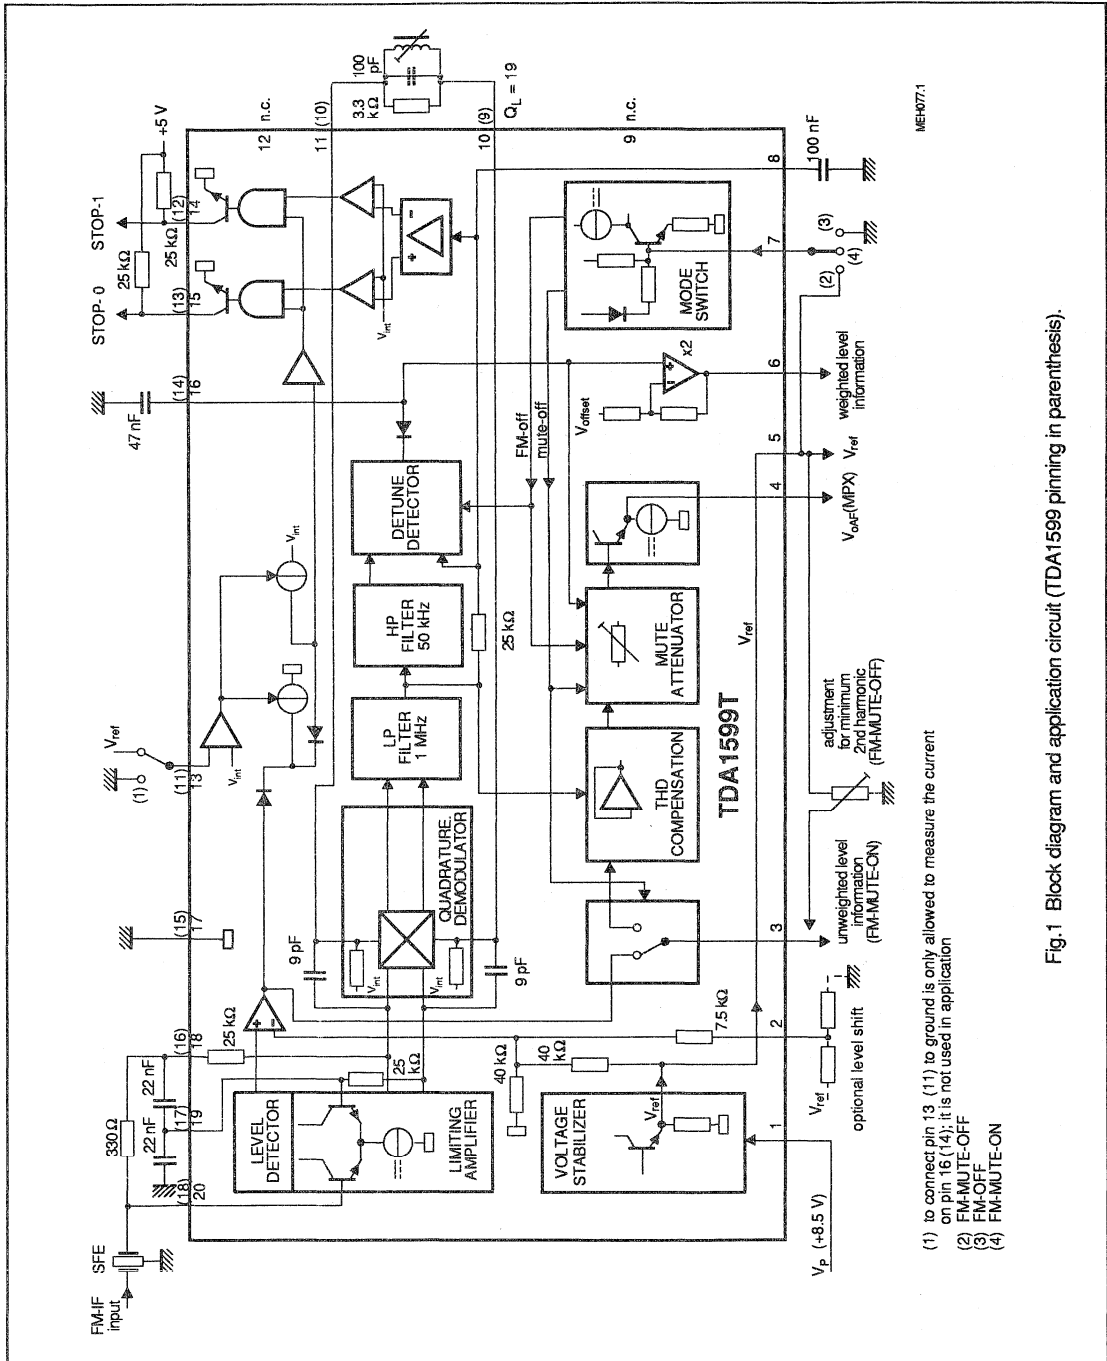 FM-IF
input
SFE
330Ω
22 nF
22 nF
(18)
20
(17)
19
(16)
18
25 kΩ
25
kΩ
LEVEL
DETECTOR
LIMITING
AMPLIFIER
(15)
17
9 pF
9 pF
Vint
Vint
QUADRATURE
DEMODULATOR
(1)
Vref
(11)
13
Vint
Vint
LP
FILTER
1 MHz
HP
FILTER
50 kHz
DETUNE
DETECTOR
25 kΩ
47 nF
(14)
16
STOP-0
STOP-1
25 kΩ
25 kΩ
+5 V
(13)
15
(12)
14
Vint
12 n.c.
11 (10)
3.3
kΩ
100
pF
10 (9)
QL = 19
9 n.c.
8
100 nF
VOLTAGE
STABILIZER
Vref
40 kΩ
40
kΩ
7.5 kΩ
THD
COMPENSATION
MUTE
ATTENUATOR
FM-off
mute-off
Voffset
x2
MODE
SWITCH
TDA1599T
Vref
1
2
3
4
5
6
7
VP (+8.5 V)
Vref
optional level shift
unweighted level
information
(FM-MUTE-ON)
adjustment
for minimum
2nd harmonic
(FM-MUTE-OFF)
VoAF(MPX)
Vref
weighted level
information
(2)
(4)
(3)
MEH077.1
(1) to connect pin 13 (11) to ground is only allowed to measure the current
on pin 16 (14); it is not used in application
(2) FM-MUTE-OFF
(3) FM-OFF
(4) FM-MUTE-ON
Fig.1 Block diagram and application circuit (TDA1599 pinning in parenthesis).